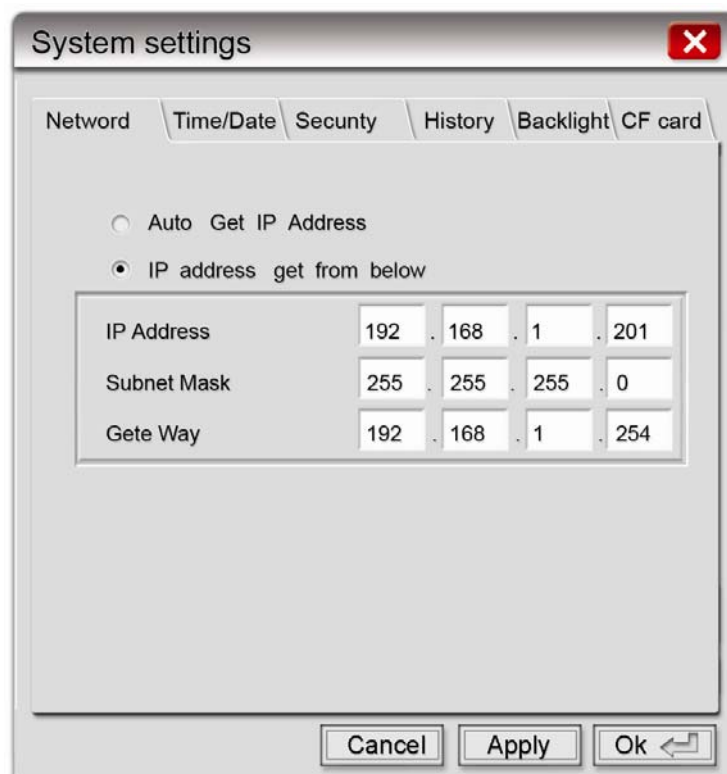 System settings
Netword Time/Date Secunty History Backlight CF card
Auto Get IP Address
IP address get from below
IP Address 192 . 168 . 1 . 201
Subnet Mask 255 . 255 . 255 . 0
Gete Way 192 . 168 . 1 . 254
Cancel Apply Ok